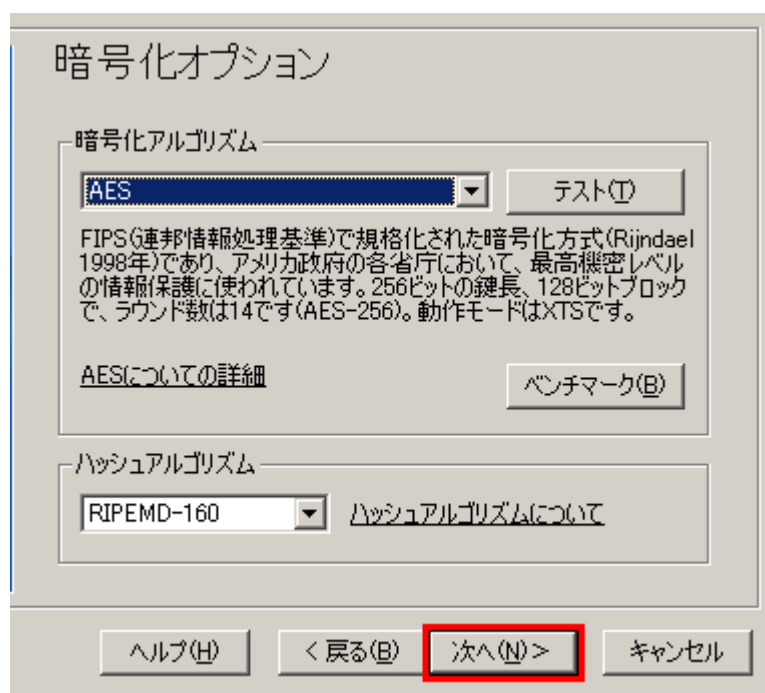 暗号化オプション
暗号化アルゴリズム
AES
テスト(T)
FIPS(連邦情報処理基準)で規格化された暗号化方式(Rijndael
1998年)であり、アメリカ政府の各省庁において、最高機密レベル
の情報保護に使われています。256ビットの鍵長、128ビットブロック
で、ラウンド数は14です(AES-256)。動作モードはXTSです。
AESについての詳細
ベンチマーク(B)
ハッシュアルゴリズム
RIPEMD-160
ハッシュアルゴリズムについて
ヘルプ(H)
< 戻る(B)
次へ(N) >
キャンセル